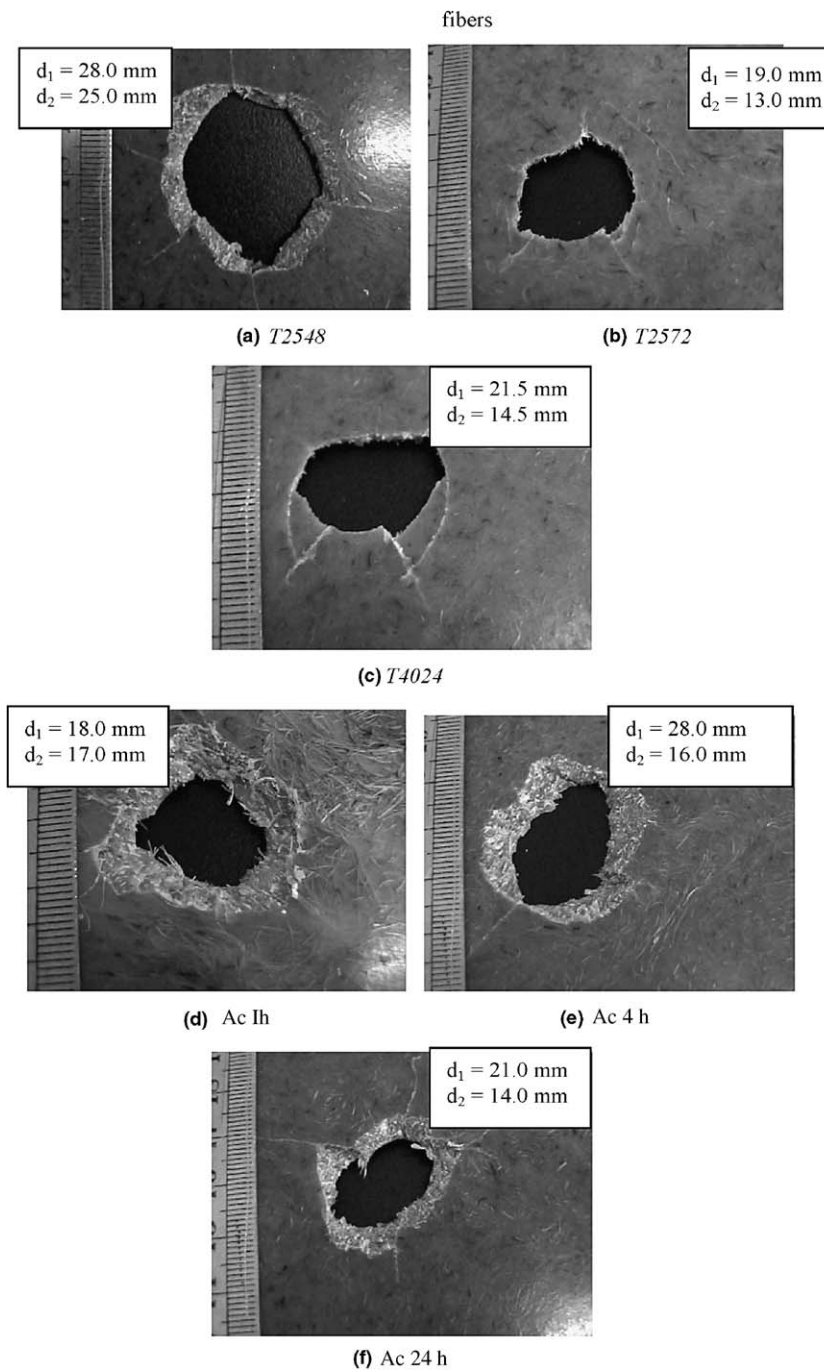 fibers
d₁ = 28.0 mm
d₂ = 25.0 mm
d₁ = 19.0 mm
d₂ = 13.0 mm
(a) T2548
(b) T2572
d₁ = 21.5 mm
d₂ = 14.5 mm
(c) T4024
d₁ = 18.0 mm
d₂ = 17.0 mm
d₁ = 28.0 mm
d₂ = 16.0 mm
(d) Ac Ih
(e) Ac 4 h
d₁ = 21.0 mm
d₂ = 14.0 mm
(f) Ac 24 h